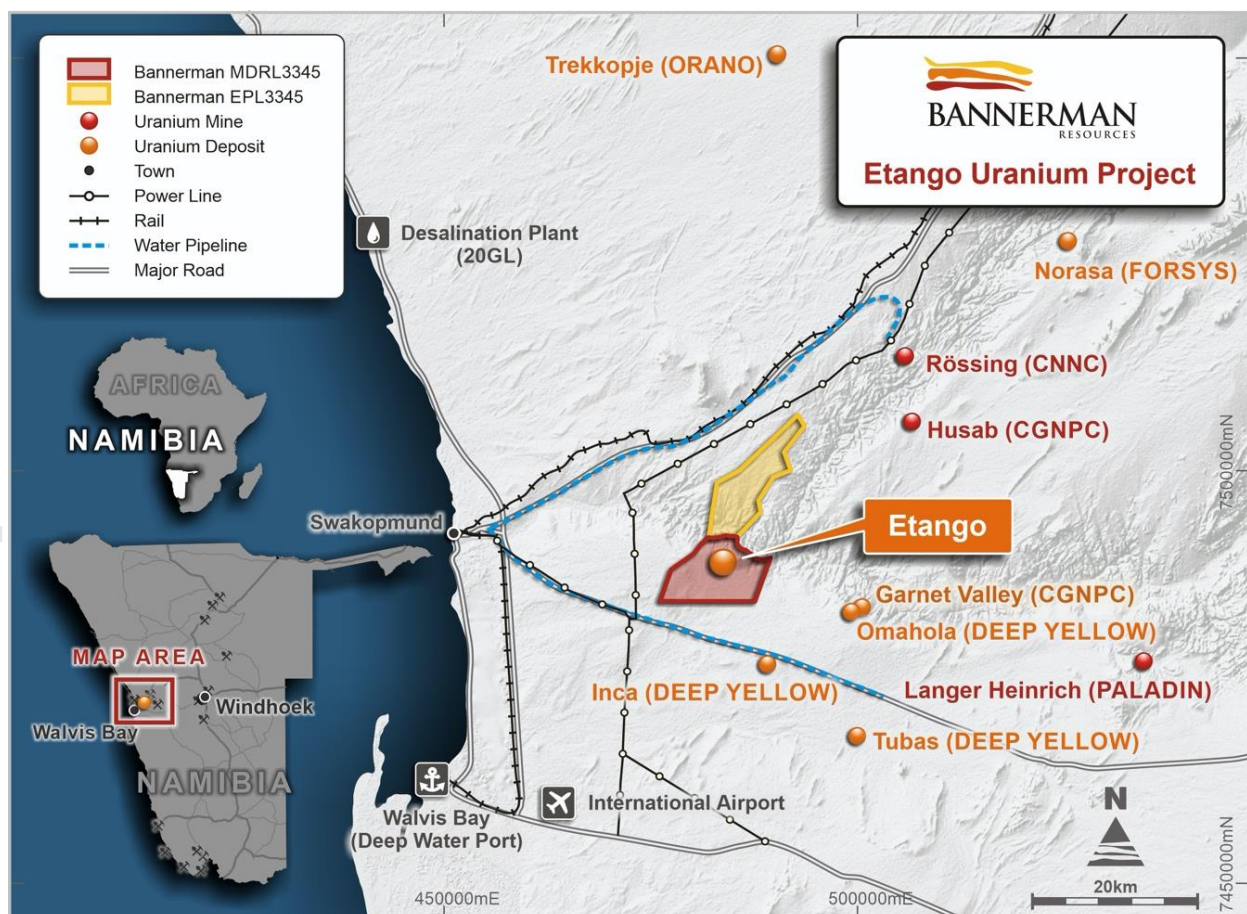 Bannerman MDRL3345
Bannerman EPL3345
Uranium Mine
Uranium Deposit
Town
Power Line
Rail
Water Pipeline
Major Road
BANNERMAN
RESOURCES
Etango Uranium Project
Trekkopje (ORANO)
Desalination Plant
(20GL)
Norasa (FORSYS)
Rössing (CNNC)
Husab (CGNPC)
AFRICA
NAMIBIA
Swakopmund
Etango
Garnet Valley (CGNPC)
Omahola (DEEP YELLOW)
Langer Heinrich (PALADIN)
Inca (DEEP YELLOW)
Tubas (DEEP YELLOW)
MAP AREA
Windhoek
Walvis Bay
NAMIBIA
Walvis Bay
(Deep Water Port)
International Airport
N
20km
450000mE
500000mE
7500000mN
7450000mN